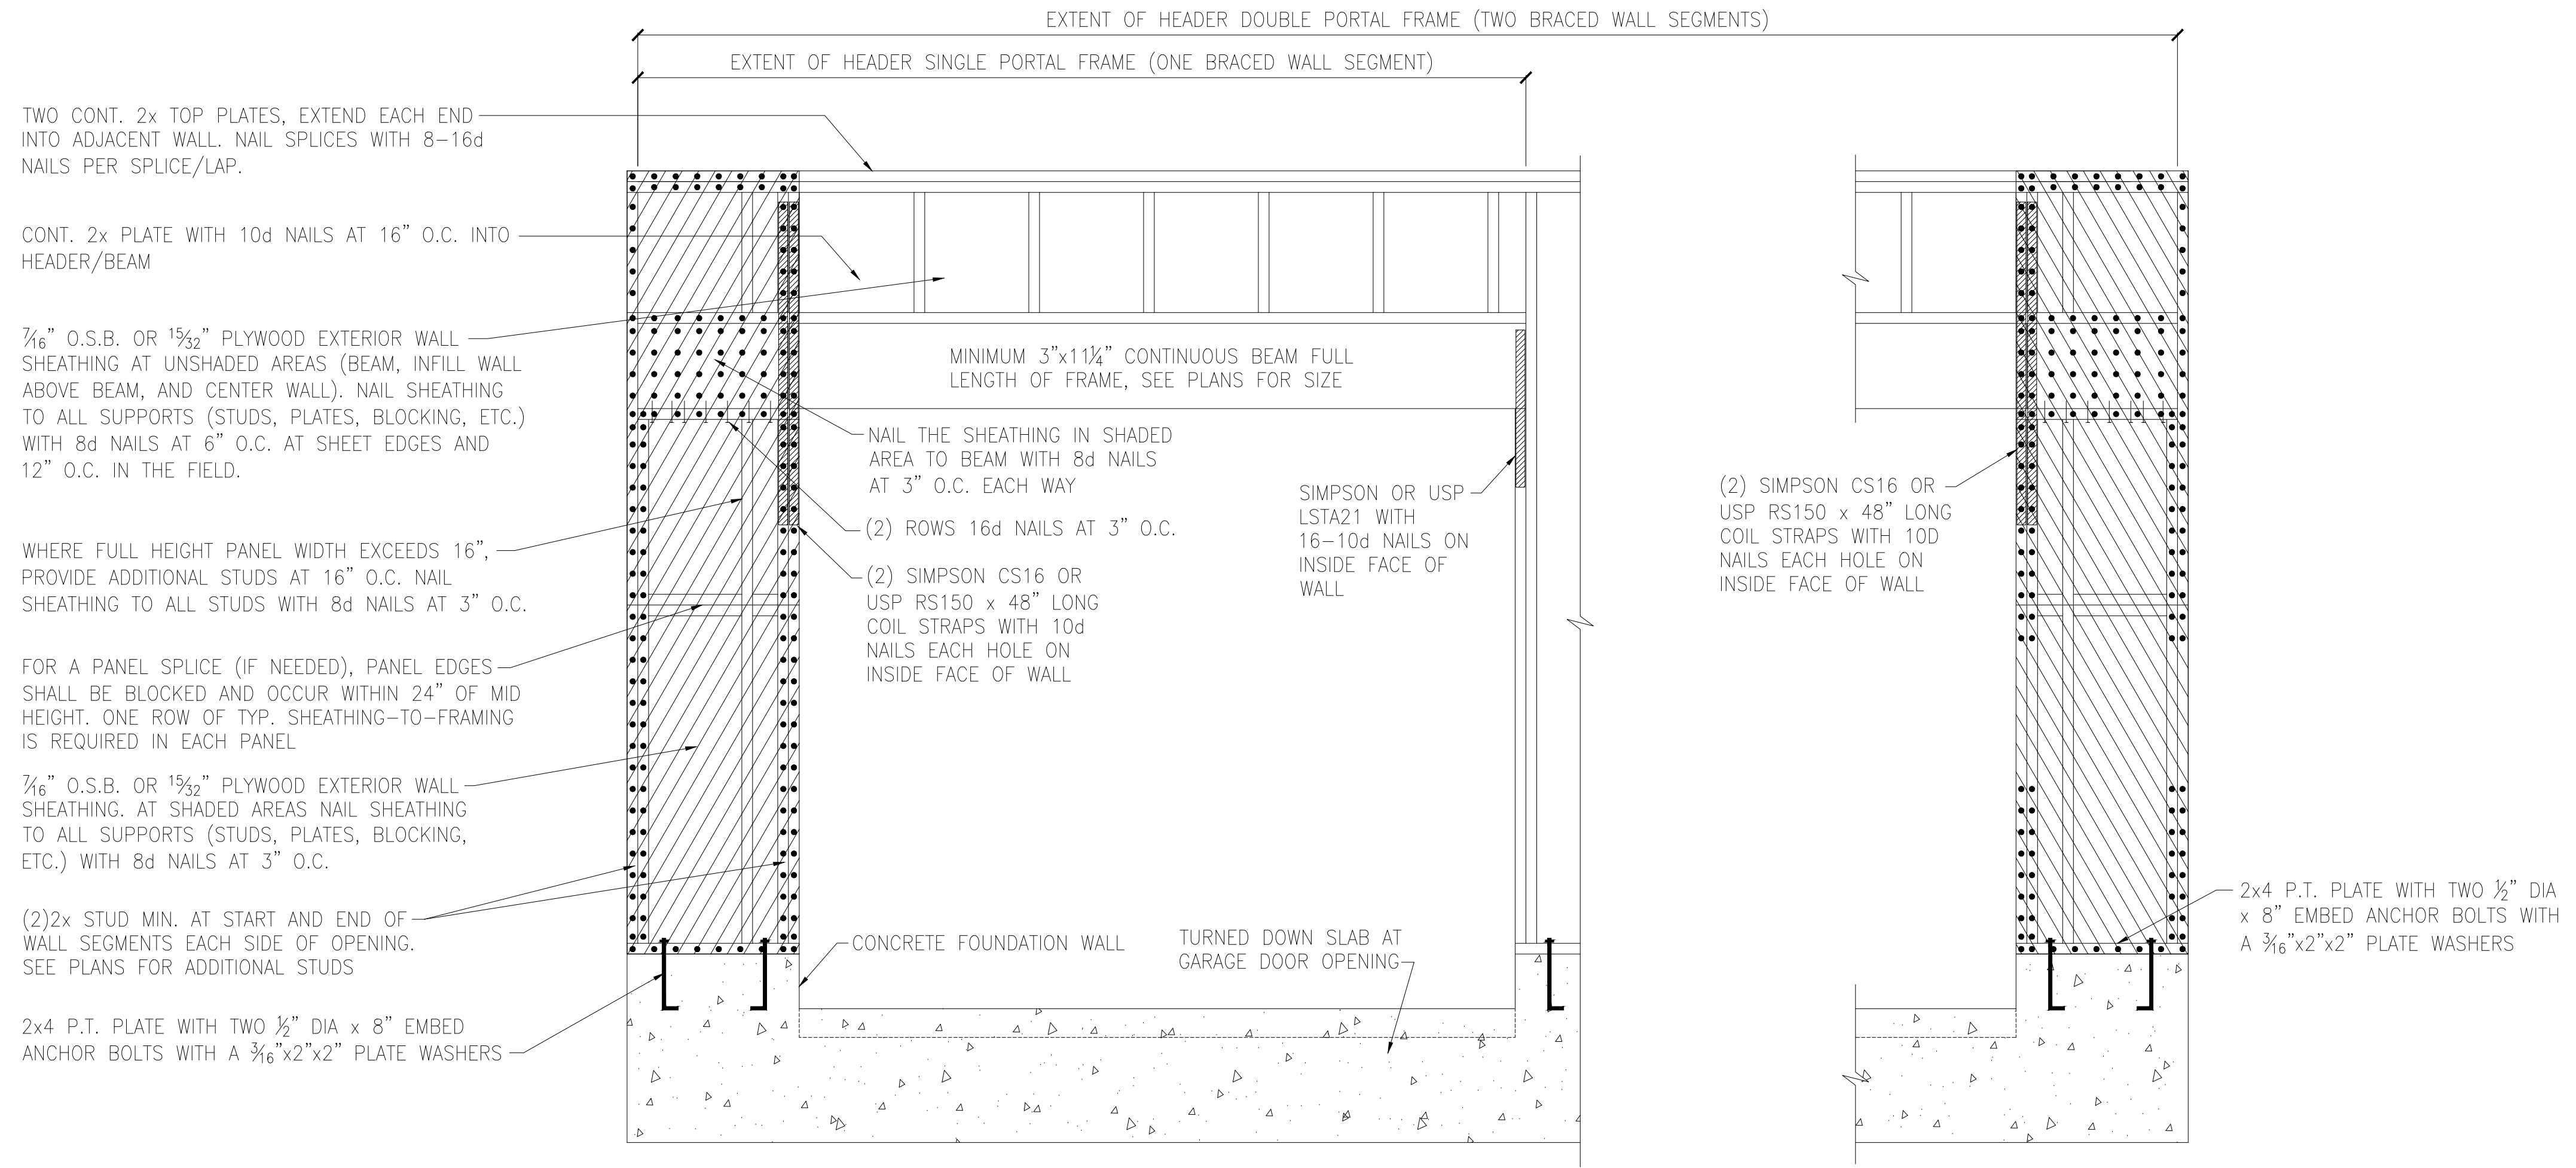 EXTENT OF HEADER DOUBLE PORTAL FRAME (TWO BRACED WALL SEGMENTS)
EXTENT OF HEADER SINGLE PORTAL FRAME (ONE BRACED WALL SEGMENT)
TWO CONT. 2x TOP PLATES, EXTEND EACH END
INTO ADJACENT WALL. NAIL SPLICES WITH 8-16d
NAILS PER SPLICE/LAP.
CONT. 2x PLATE WITH 10d NAILS AT 16" O.C. INTO
HEADER/BEAM
7/16" O.S.B. OR 15/32" PLYWOOD EXTERIOR WALL
SHEATHING AT UNSHADED AREAS (BEAM, INFILL WALL
ABOVE BEAM, AND CENTER WALL). NAIL SHEATHING
TO ALL SUPPORTS (STUDS, PLATES, BLOCKING, ETC.)
WITH 8d NAILS AT 6" O.C. AT SHEET EDGES AND
12" O.C. IN THE FIELD.
WHERE FULL HEIGHT PANEL WIDTH EXCEEDS 16",
PROVIDE ADDITIONAL STUDS AT 16" O.C. NAIL
SHEATHING TO ALL STUDS WITH 8d NAILS AT 3" O.C.
FOR A PANEL SPLICE (IF NEEDED), PANEL EDGES
SHALL BE BLOCKED AND OCCUR WITHIN 24" OF MID
HEIGHT. ONE ROW OF TYP. SHEATHING-TO-FRAMING
IS REQUIRED IN EACH PANEL
7/16" O.S.B. OR 15/32" PLYWOOD EXTERIOR WALL
SHEATHING. AT SHADED AREAS NAIL SHEATHING
TO ALL SUPPORTS (STUDS, PLATES, BLOCKING,
ETC.) WITH 8d NAILS AT 3" O.C.
(2)2x STUD MIN. AT START AND END OF
WALL SEGMENTS EACH SIDE OF OPENING.
SEE PLANS FOR ADDITIONAL STUDS
2x4 P.T. PLATE WITH TWO 1/2" DIA x 8" EMBED
ANCHOR BOLTS WITH A 3/16"x2"x2" PLATE WASHERS
MINIMUM 3"x11 1/4" CONTINUOUS BEAM FULL
LENGTH OF FRAME, SEE PLANS FOR SIZE
NAIL THE SHEATHING IN SHADED
AREA TO BEAM WITH 8d NAILS
AT 3" O.C. EACH WAY
(2) ROWS 16d NAILS AT 3" O.C.
(2) SIMPSON CS16 OR
USP RS150 x 48" LONG
COIL STRAPS WITH 10d
NAILS EACH HOLE ON
INSIDE FACE OF WALL
SIMPSON OR USP
LSTA21 WITH
16-10d NAILS ON
INSIDE FACE OF
WALL
CONCRETE FOUNDATION WALL
TURNED DOWN SLAB AT
GARAGE DOOR OPENING
(2) SIMPSON CS16 OR
USP RS150 x 48" LONG
COIL STRAPS WITH 10D
NAILS EACH HOLE ON
INSIDE FACE OF WALL
2x4 P.T. PLATE WITH TWO 1/2" DIA
x 8" EMBED ANCHOR BOLTS WITH
A 3/16"x2"x2" PLATE WASHERS